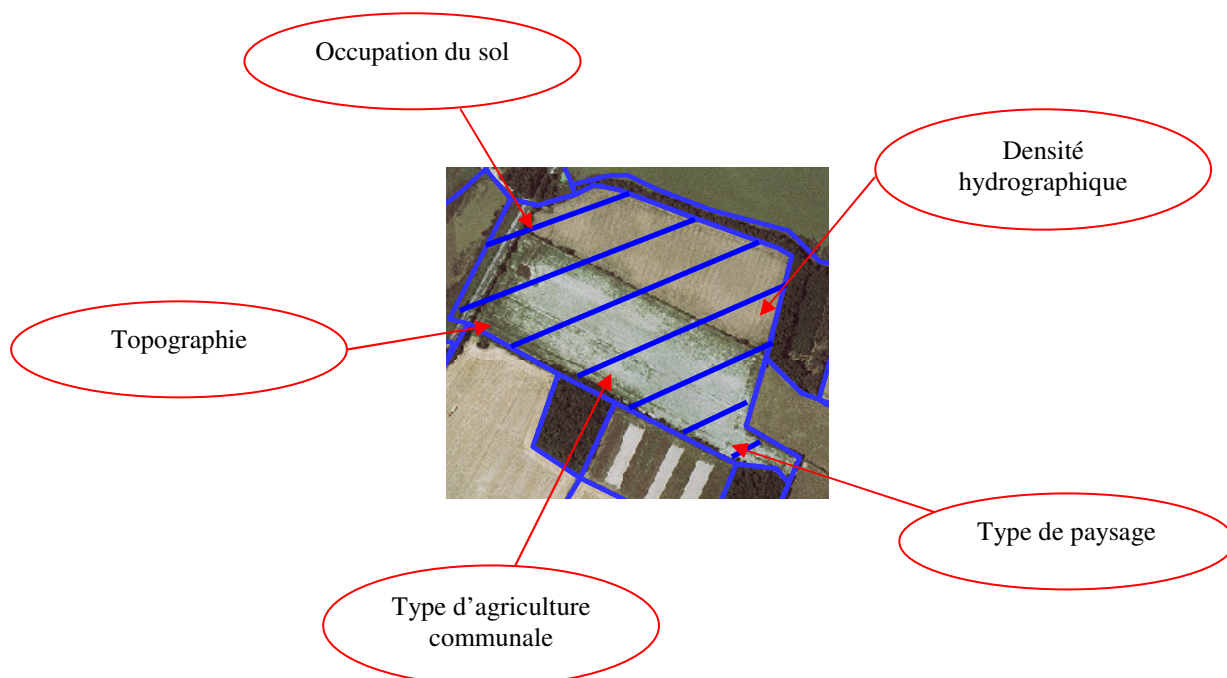 Occupation du sol
Densité
hydrographique
Topographie
Type de paysage
Type d’agriculture
communale